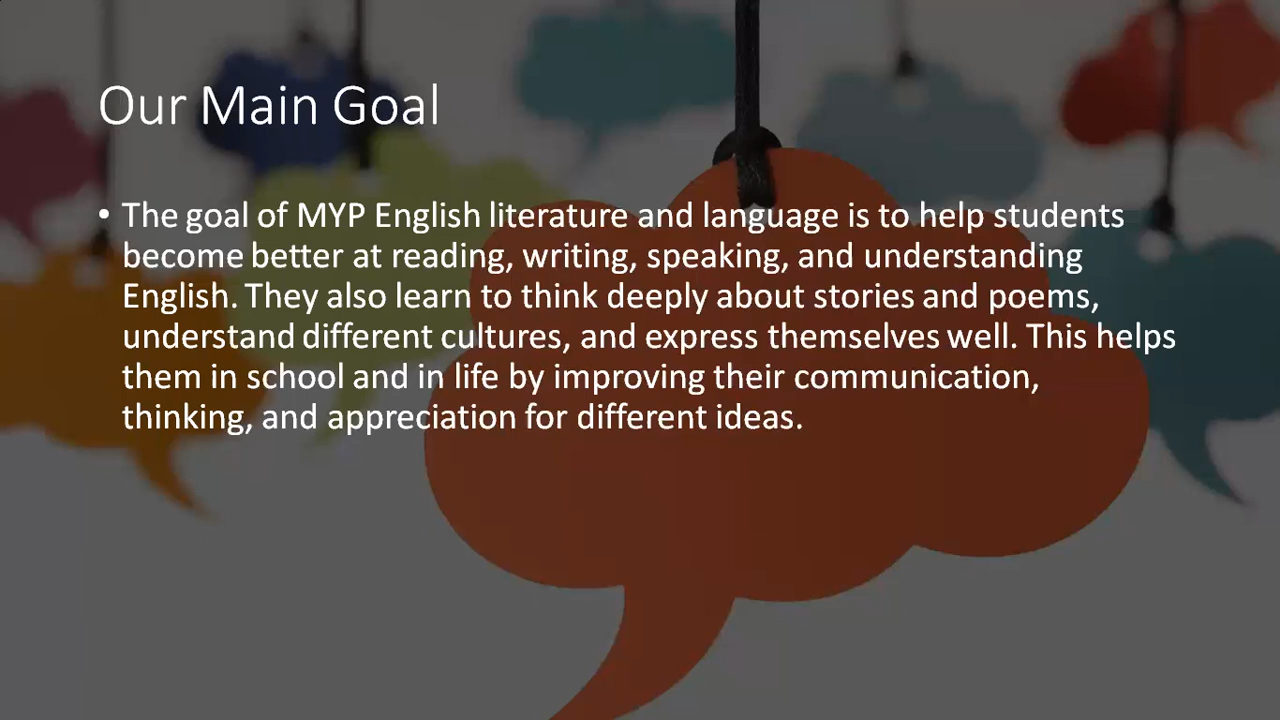 Our Main Goal
• The goal of MYP English literature and language is to help students
become better at reading, writing, speaking, and understanding
English. They also learn to think deeply about stories and poems,
understand different cultures, and express themselves well. This helps
them in school and in life by improving their communication,
thinking, and appreciation for different ideas.